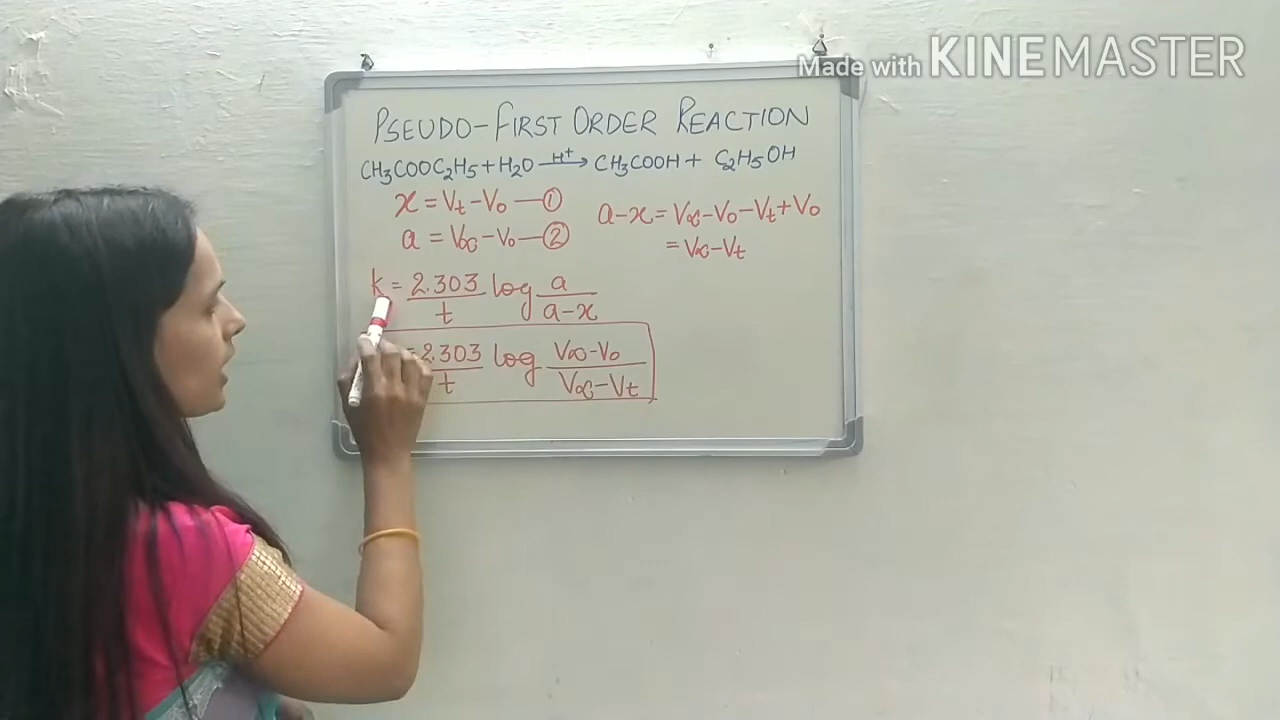 Made with KINEMASTER
PSEUDO-FIRST ORDER REACTION
CH₃COOC₂H₅ + H₂O —H⁺→ CH₃COOH + C₂H₅OH
x = Vt - V₀ — ①
a = V∞ - V₀ — ②
a-x = V∞ - V₀ - Vt + V₀
= V∞ - Vt
k = 2.303/t log a/a-x
= 2.303/t log V∞ - V₀/V∞ - Vt